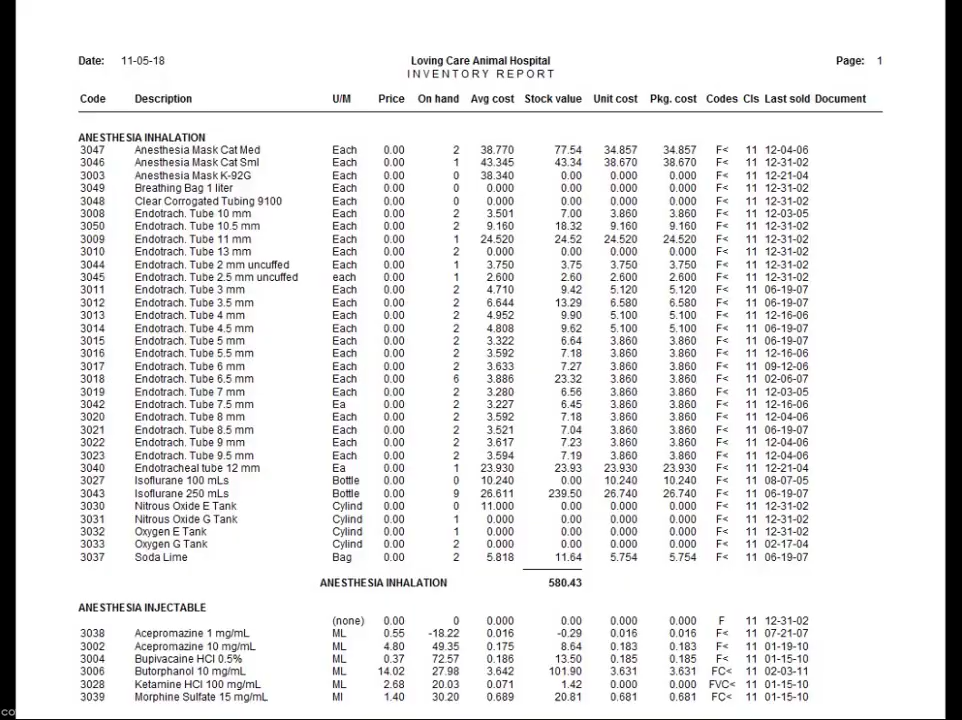 Date: 11-05-18 Loving Care Animal Hospital Page: 1
INVENTORY REPORT
Code Description U/M Price On hand Avg cost Stock value Unit cost Pkg. cost Codes Cls Last sold Document
ANESTHESIA INHALATION
3047 Anesthesia Mask Cat Med Each 0.00 2 38.770 77.54 34.857 34.857 F< 11 12-04-06
3046 Anesthesia Mask Cat Sml Each 0.00 1 43.345 43.34 38.670 38.670 F< 11 12-31-02
3003 Anesthesia Mask K-92G Each 0.00 0 38.340 0.00 0.000 0.000 F< 11 12-21-04
3049 Breathing Bag 1 liter Each 0.00 0 0.000 0.00 0.000 0.000 F< 11 12-31-02
3048 Clear Corrogated Tubing 9100 Each 0.00 0 0.000 0.00 0.000 0.000 F< 11 12-31-02
3008 Endotrach. Tube 10 mm Each 0.00 2 3.501 7.00 3.860 3.860 F< 11 12-03-05
3050 Endotrach. Tube 10.5 mm Each 0.00 2 9.160 18.32 9.160 9.160 F< 11 12-31-02
3009 Endotrach. Tube 11 mm Each 0.00 1 24.520 24.52 24.520 24.520 F< 11 12-31-02
3010 Endotrach. Tube 13 mm Each 0.00 2 0.000 0.00 0.000 0.000 F< 11 12-31-02
3044 Endotrach. Tube 2 mm uncuffed Each 0.00 1 3.750 3.75 3.750 3.750 F< 11 12-31-02
3045 Endotrach. Tube 2.5 mm uncuffed each 0.00 1 2.600 2.60 2.600 2.600 F< 11 12-31-02
3011 Endotrach. Tube 3 mm Each 0.00 2 4.710 9.42 5.120 5.120 F< 11 06-19-07
3012 Endotrach. Tube 3.5 mm Each 0.00 2 6.644 13.29 6.580 6.580 F< 11 06-19-07
3013 Endotrach. Tube 4 mm Each 0.00 2 4.952 9.90 5.100 5.100 F< 11 12-16-06
3014 Endotrach. Tube 4.5 mm Each 0.00 2 4.808 9.62 5.100 5.100 F< 11 06-19-07
3015 Endotrach. Tube 5 mm Each 0.00 2 3.322 6.64 3.860 3.860 F< 11 06-19-07
3016 Endotrach. Tube 5.5 mm Each 0.00 2 3.592 7.18 3.860 3.860 F< 11 12-16-06
3017 Endotrach. Tube 6 mm Each 0.00 2 3.633 7.27 3.860 3.860 F< 11 09-12-06
3018 Endotrach. Tube 6.5 mm Each 0.00 6 3.886 23.32 3.860 3.860 F< 11 02-06-07
3019 Endotrach. Tube 7 mm Each 0.00 2 3.280 6.56 3.860 3.860 F< 11 12-03-05
3042 Endotrach. Tube 7.5 mm Ea 0.00 2 3.227 6.45 3.860 3.860 F< 11 12-16-06
3020 Endotrach. Tube 8 mm Each 0.00 2 3.592 7.18 3.860 3.860 F< 11 12-04-06
3021 Endotrach. Tube 8.5 mm Each 0.00 2 3.521 7.04 3.860 3.860 F< 11 06-19-07
3022 Endotrach. Tube 9 mm Each 0.00 2 3.617 7.23 3.860 3.860 F< 11 12-04-06
3023 Endotrach. Tube 9.5 mm Each 0.00 2 3.594 7.19 3.860 3.860 F< 11 12-04-06
3040 Endotracheal tube 12 mm Ea 0.00 1 23.930 23.93 23.930 23.930 F< 11 12-21-04
3027 Isoflurane 100 mLs Bottle 0.00 0 10.240 0.00 10.240 10.240 F< 11 08-07-05
3043 Isoflurane 250 mLs Bottle 0.00 9 26.611 239.50 26.740 26.740 F< 11 06-19-07
3030 Nitrous Oxide E Tank Cylind 0.00 0 11.000 0.00 0.000 0.000 F< 11 12-31-02
3031 Nitrous Oxide G Tank Cylind 0.00 1 0.000 0.00 0.000 0.000 F< 11 12-31-02
3032 Oxygen E Tank Cylind 0.00 1 0.000 0.00 0.000 0.000 F< 11 12-31-02
3033 Oxygen G Tank Cylind 0.00 2 0.000 0.00 0.000 0.000 F< 11 02-17-04
3037 Soda Lime Bag 0.00 2 5.818 11.64 5.754 5.754 F< 11 06-19-07
ANESTHESIA INHALATION 580.43
ANESTHESIA INJECTABLE
(none) 0.00 0 0.000 0.00 0.000 0.000 F 11 12-31-02
3038 Acepromazine 1 mg/mL ML 0.55 -18.22 0.016 -0.29 0.016 0.016 F< 11 07-21-07
3002 Acepromazine 10 mg/mL ML 4.80 49.35 0.175 8.64 0.183 0.183 F< 11 01-19-10
3004 Bupivacaine HCl 0.5% ML 0.37 72.57 0.186 13.50 0.185 0.185 F< 11 01-15-10
3006 Butorphanol 10 mg/mL ML 14.02 27.98 3.642 101.90 3.631 3.631 FC< 11 02-03-11
3028 Ketamine HCl 100 mg/mL ML 2.68 20.03 0.071 1.42 0.000 0.000 FVC< 11 01-15-10
3039 Morphine Sulfate 15 mg/mL Ml 1.40 30.20 0.689 20.81 0.681 0.681 FC< 11 01-15-10
co